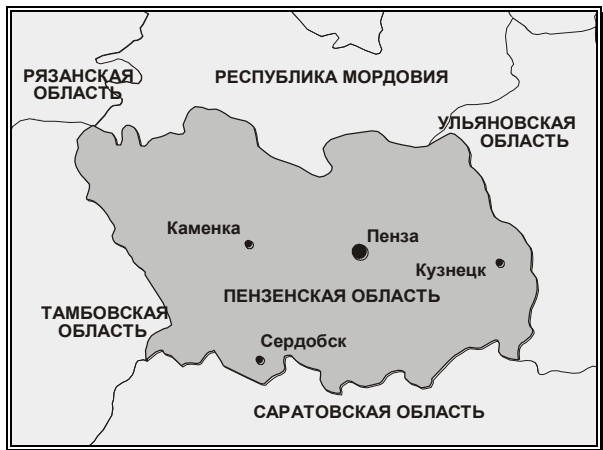 РЯЗАНСКАЯ
ОБЛАСТЬ
РЕСПУБЛИКА МОРДОВИЯ
УЛЬЯНОВСКАЯ
ОБЛАСТЬ
Каменка
Пенза
Кузнецк
ПЕНЗЕНСКАЯ ОБЛАСТЬ
ТАМБОВСКАЯ
ОБЛАСТЬ
Сердобск
САРАТОВСКАЯ ОБЛАСТЬ